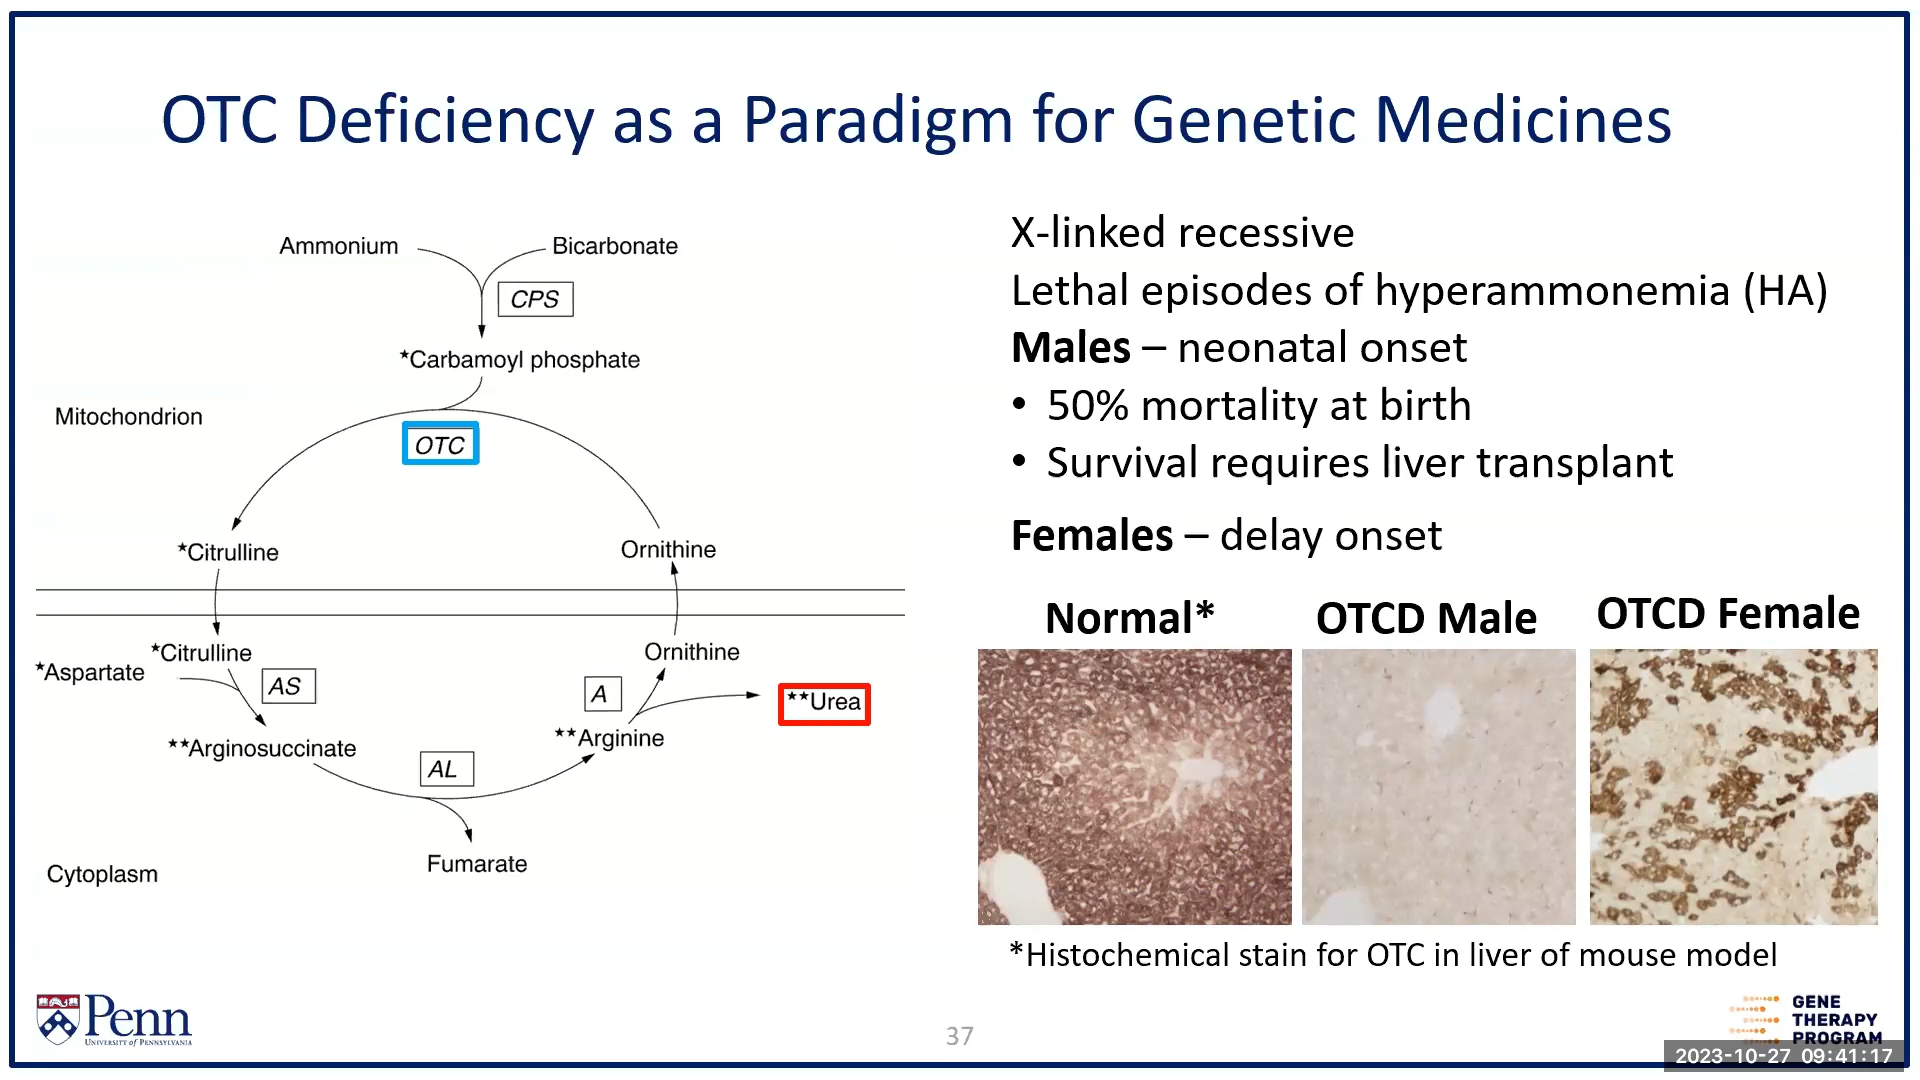 OTC Deficiency as a Paradigm for Genetic Medicines
Ammonium
Bicarbonate
CPS
★Carbamoyl phosphate
Mitochondrion
OTC
★Citrulline
Ornithine
★Citrulline
Ornithine
★Aspartate
AS
A
★★Urea
★★Arginosuccinate
★★Arginine
AL
Fumarate
Cytoplasm
X-linked recessive
Lethal episodes of hyperammonemia (HA)
Males – neonatal onset
• 50% mortality at birth
• Survival requires liver transplant
Females – delay onset
Normal*
OTCD Male
OTCD Female
*Histochemical stain for OTC in liver of mouse model
Penn
UNIVERSITY of PENNSYLVANIA
37
GENE
THERAPY
PROGRAM
2023-10-27 09:41:17